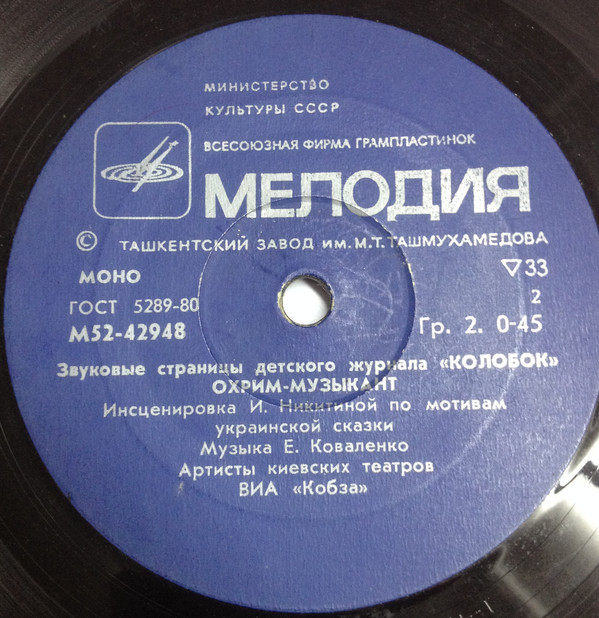 МИНИСТЕРСТВО
КУЛЬТУРЫ СССР
ВСЕСОЮЗНАЯ ФИРМА ГРАМПЛАСТИНОК
МЕЛОДИЯ
© ТАШКЕНТСКИЙ ЗАВОД ИМ. М.Т. ТАШМУХАМЕДОВА
МОНО ▽33
ГОСТ 5289-80 2
М52-42948 Гр. 2. 0-45
Звуковые страницы детского журнала «КОЛОБОК»
ОХРИМ-МУЗЫКАНТ
Инсценировка И. Никитиной по мотивам
украинской сказки
Музыка Е. Коваленко
Артисты киевских театров
ВИА «Кобза»